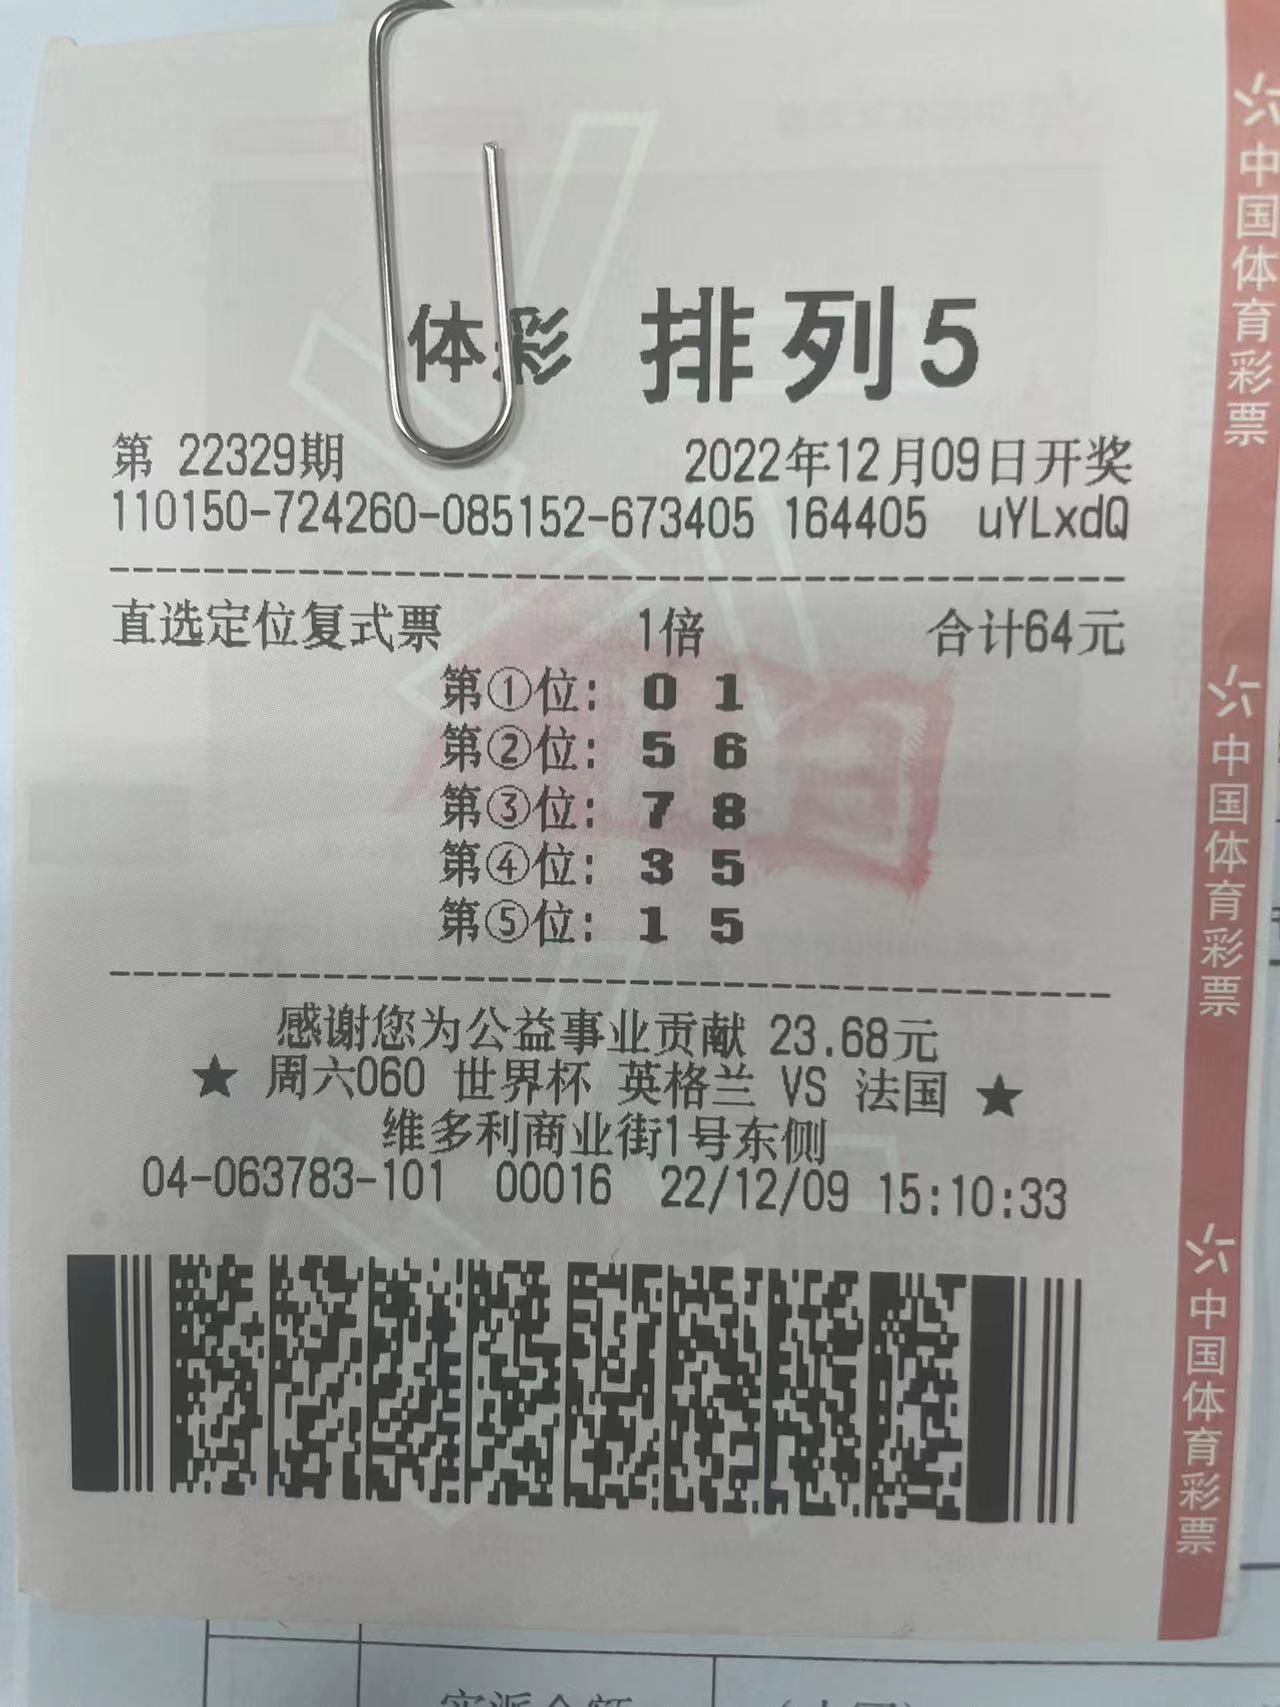 体彩 排列5
第 22329期 2022年12月09日开奖
110150-724260-085152-673405 164405 uYLxdQ
直选定位复式票 1倍 合计64元
第①位: 0 1
第②位: 5 6
第③位: 7 8
第④位: 3 5
第⑤位: 1 5
感谢您为公益事业贡献 23.68元
★ 周六060 世界杯 英格兰 VS 法国 ★
维多利商业街1号东侧
04-063783-101 00016 22/12/09 15:10:33
中国体育彩票
中国体育彩票
中国体育彩票